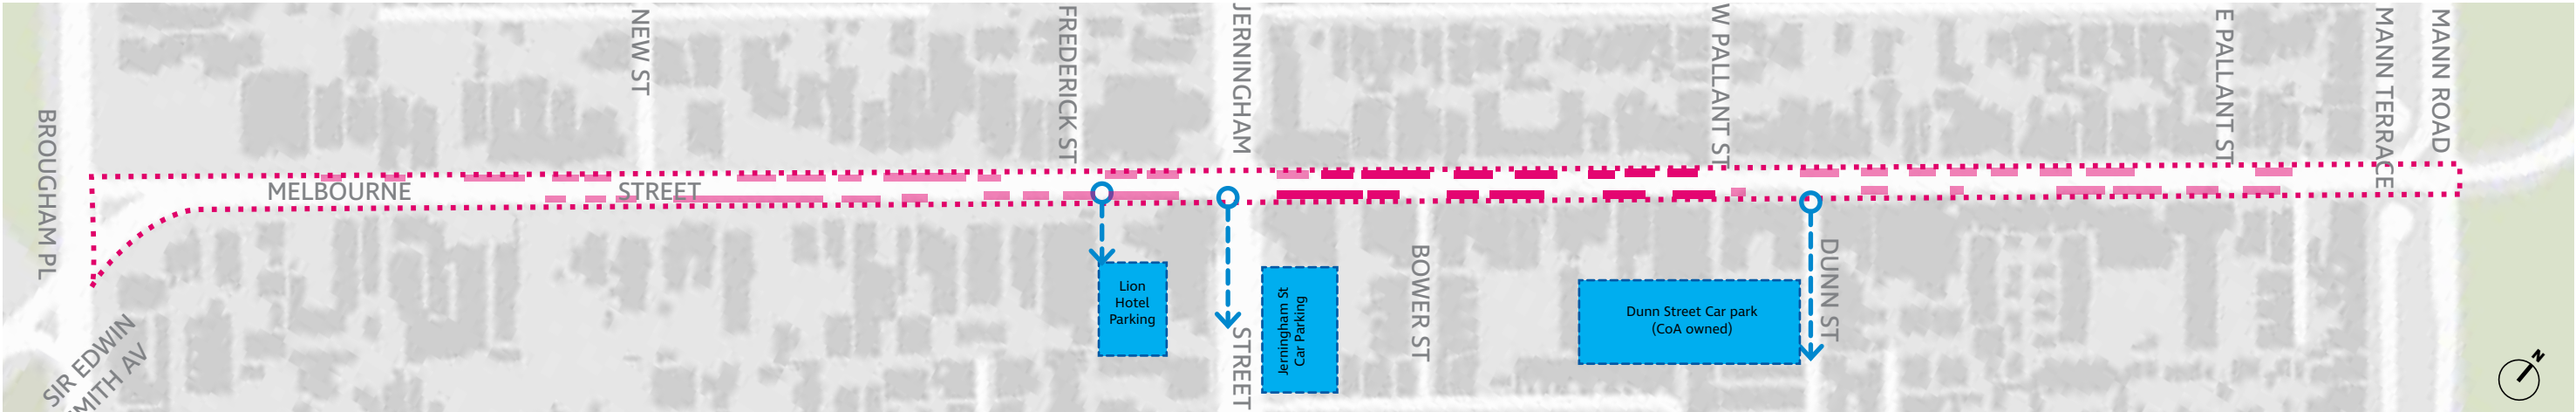 BROUGHAM PL
SIR EDWIN
SMITH AV
MELBOURNE
STREET
NEW ST
FREDERICK ST
JERNINGHAM
STREET
Lion
Hotel
Parking
Jerningham St
Car Parking
BOWER ST
Dunn Street Car park
(CoA owned)
W PALLANT ST
DUNN ST
E PALLANT ST
MANN TERRACE
MANN ROAD
N